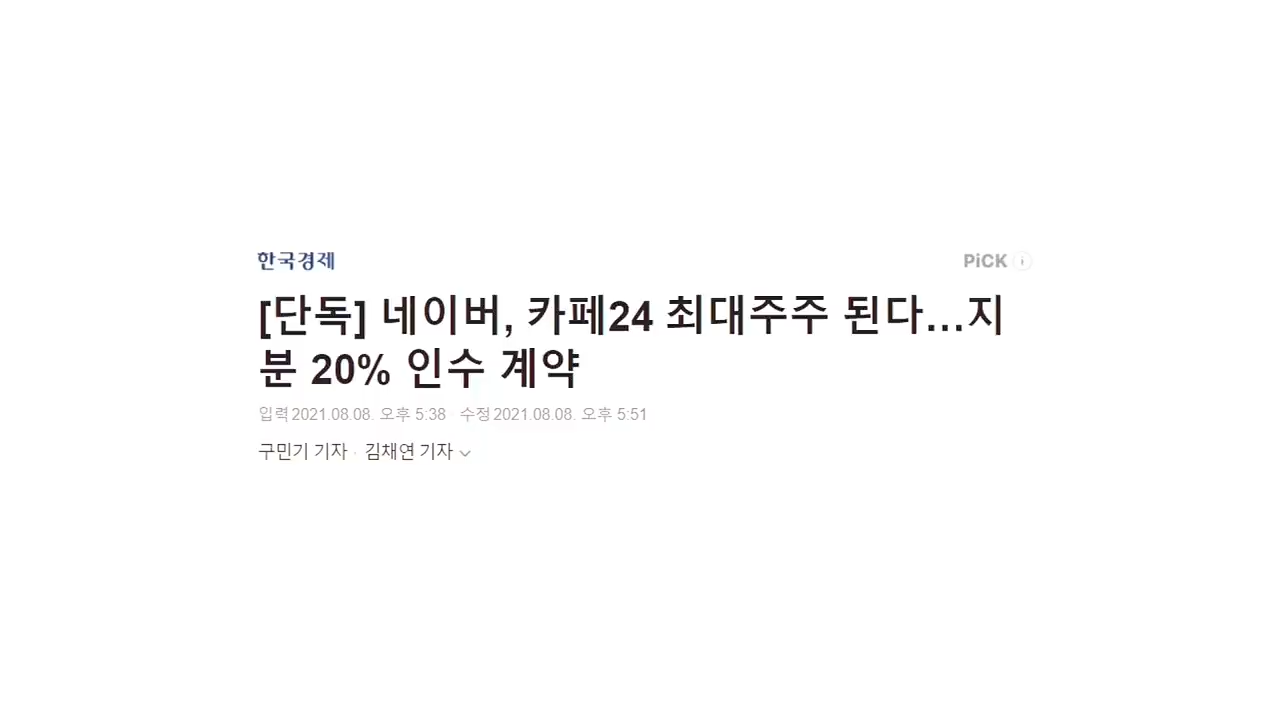 한국경제
PiCK i
[단독] 네이버, 카페24 최대주주 된다…지
분 20% 인수 계약
입력 2021.08.08. 오후 5:38 · 수정 2021.08.08. 오후 5:51
구민기 기자 · 김채연 기자